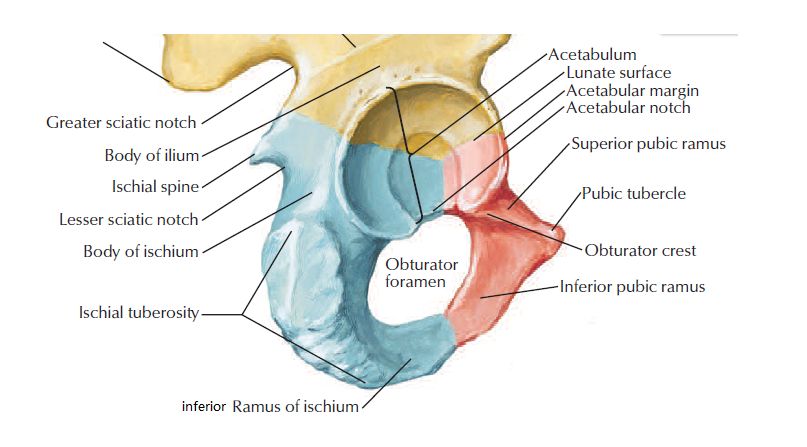 Acetabulum
Lunate surface
Acetabular margin
Acetabular notch
Greater sciatic notch
Superior pubic ramus
Body of ilium
Ischial spine
Pubic tubercle
Lesser sciatic notch
Body of ischium
Obturator crest
Obturator
foramen
Inferior pubic ramus
Ischial tuberosity
inferior Ramus of ischium